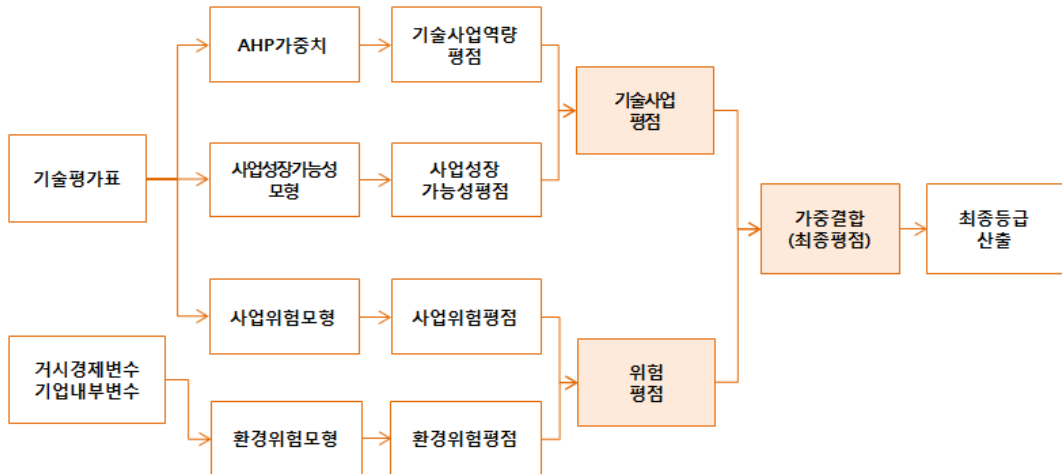 기술평가표
거시경제변수
기업내부변수
AHP가중치
사업성장가능성
모형
사업위험모형
환경위험모형
기술사업역량
평점
사업성장
가능성평점
사업위험평점
환경위험평점
기술사업
평점
위험
평점
가중결합
(최종평점)
최종등급
산출